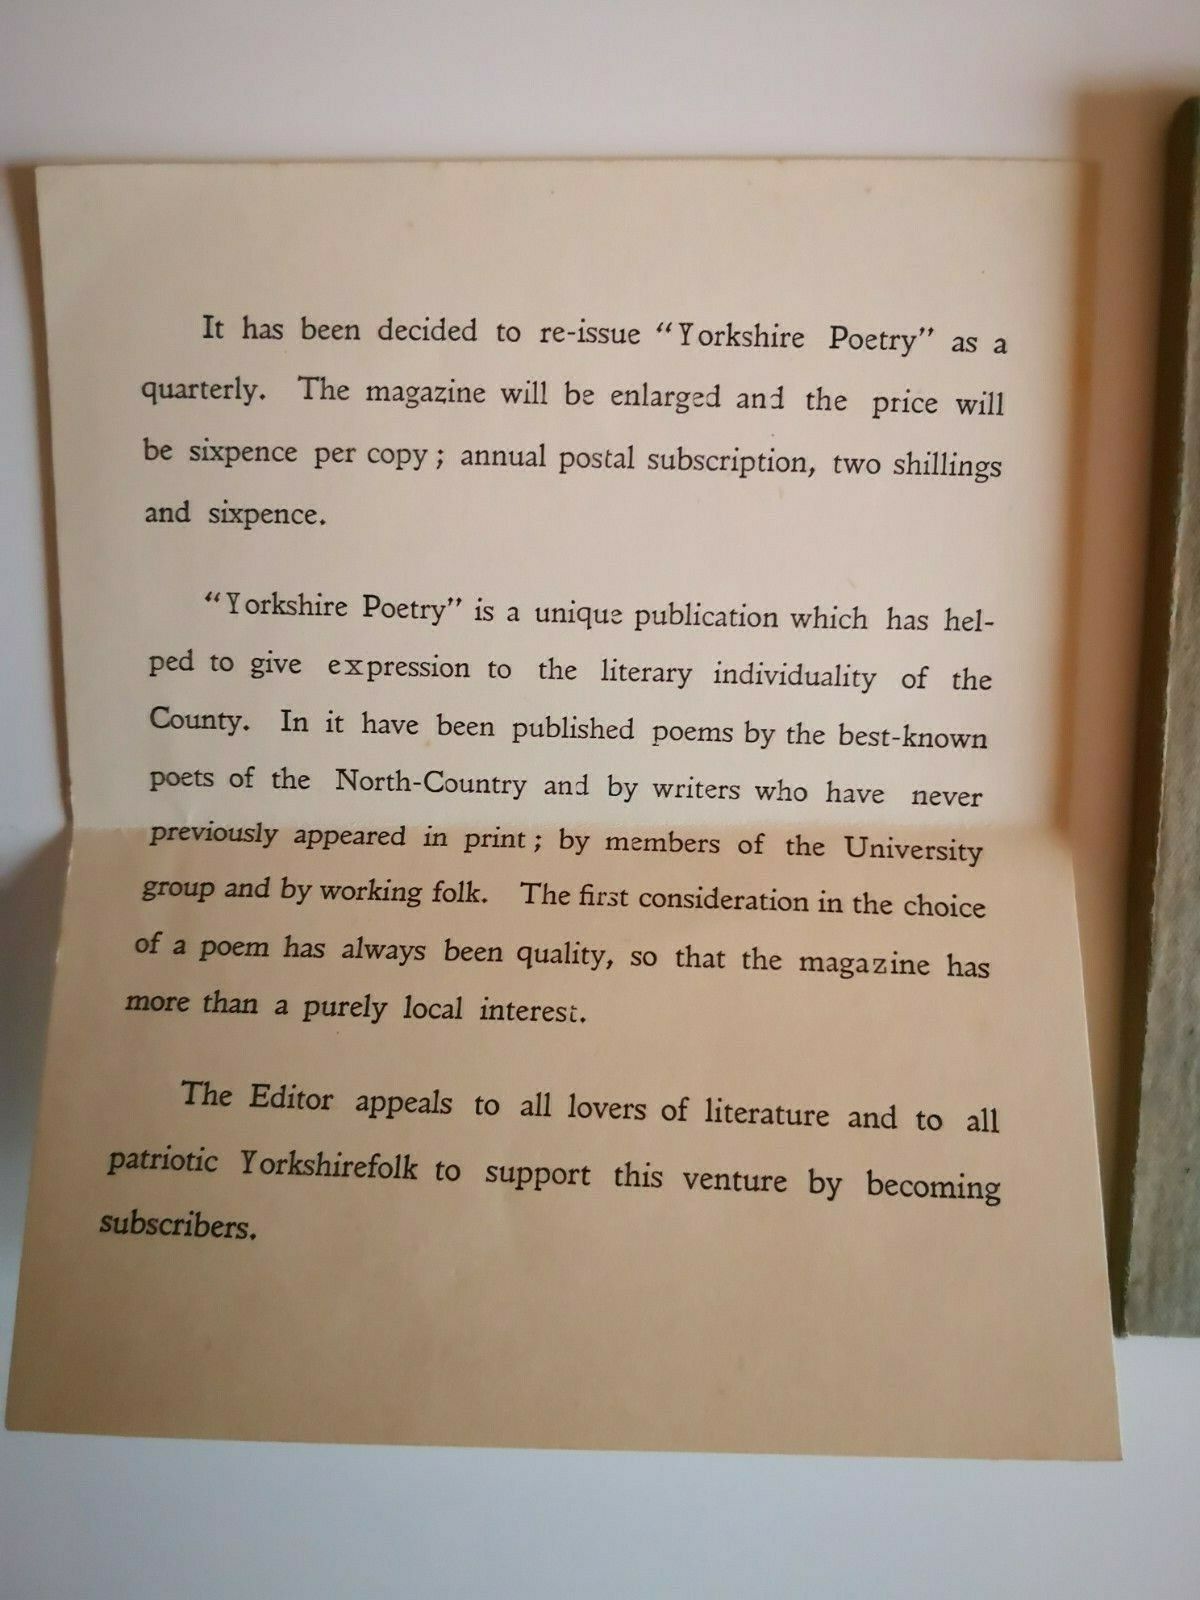 It has been decided to re-issue “Yorkshire Poetry” as a
quarterly. The magazine will be enlarged and the price will
be sixpence per copy ; annual postal subscription, two shillings
and sixpence.
“Yorkshire Poetry” is a unique publication which has hel-
ped to give expression to the literary individuality of the
County. In it have been published poems by the best-known
poets of the North-Country and by writers who have never
previously appeared in print ; by members of the University
group and by working folk. The first consideration in the choice
of a poem has always been quality, so that the magazine has
more than a purely local interest.
The Editor appeals to all lovers of literature and to all
patriotic Yorkshirefolk to support this venture by becoming
subscribers.